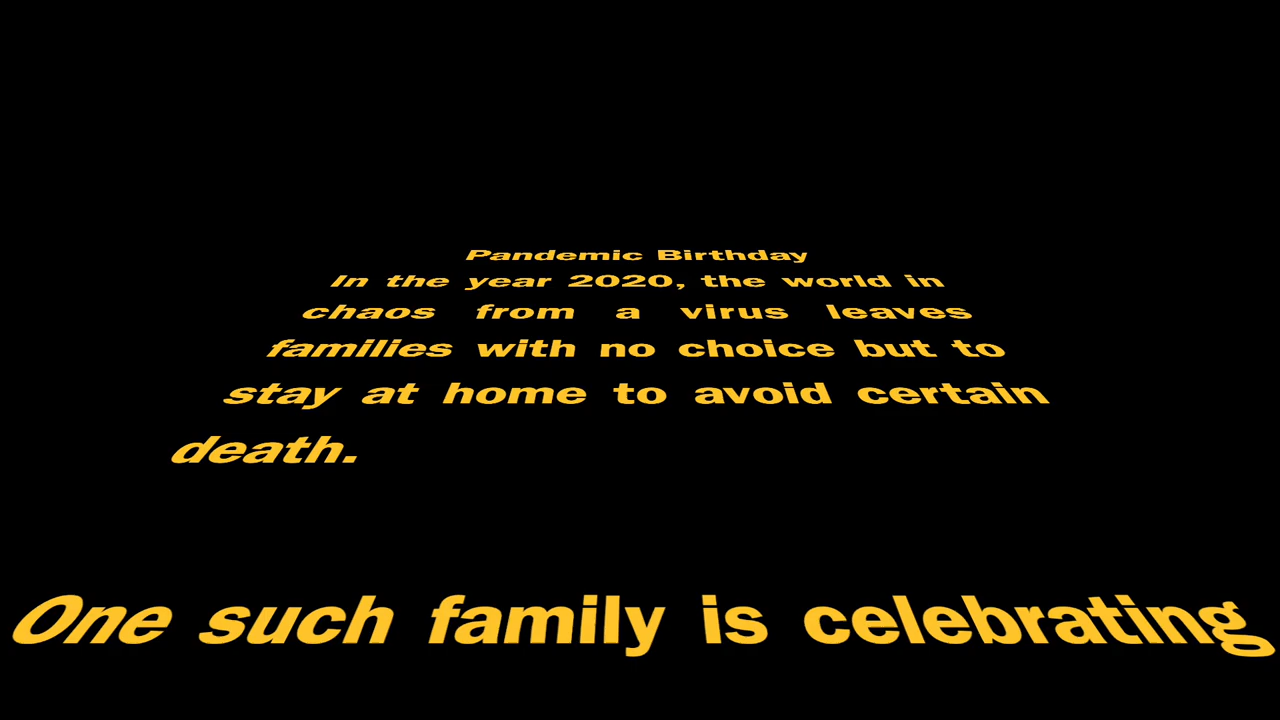 Pandemic Birthday
In the year 2020, the world in
chaos from a virus leaves
families with no choice but to
stay at home to avoid certain
death.
One such family is celebrating